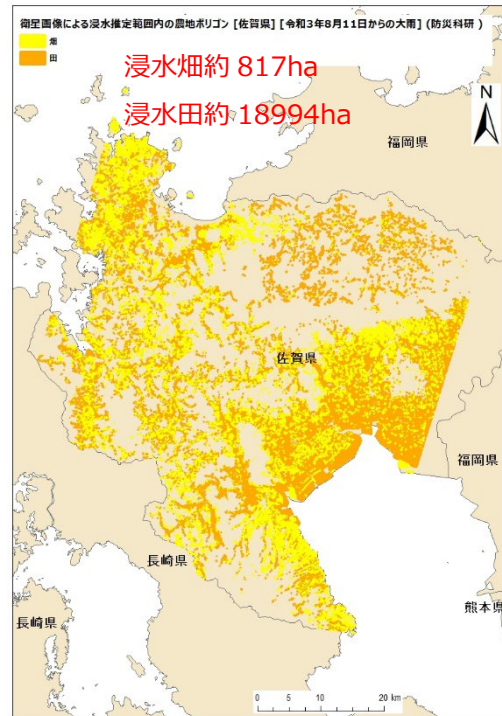 衛星画像による浸水推定範囲内の農地ポリゴン [佐賀県] [令和3年8月11日からの大雨] (防災科研 )
畑
田
浸水畑約 817ha
浸水田約 18994ha
N
福岡県
佐賀県
福岡県
長崎県
熊本県
長崎県
0 5 10 20 km